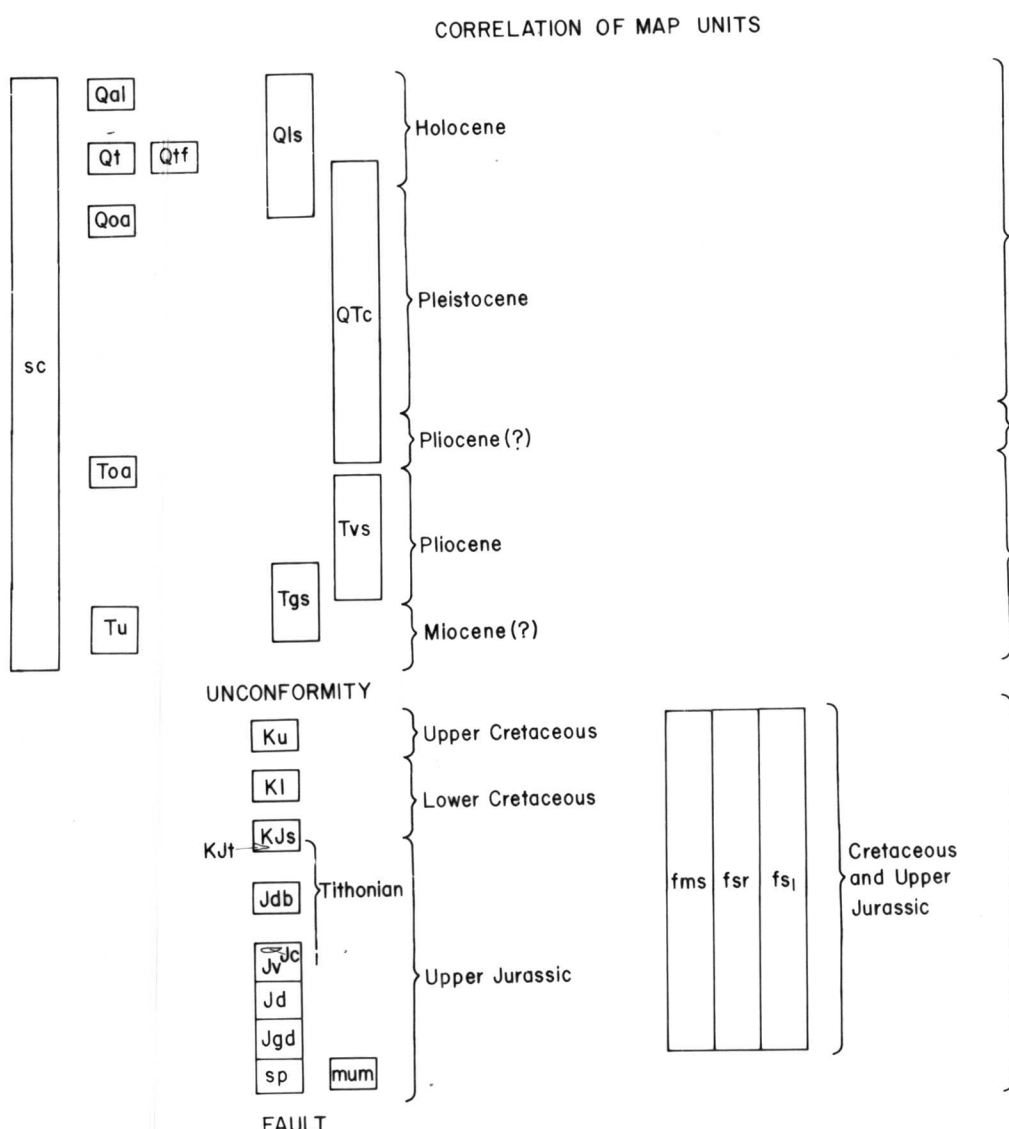 CORRELATION OF MAP UNITS
Qal
Qls
Holocene
Qt
Qtf
Qoa
Pleistocene
QTc
sc
Pliocene (?)
Toa
Tvs
Pliocene
Tgs
Tu
Miocene (?)
UNCONFORMITY
Ku
Upper Cretaceous
Kl
Lower Cretaceous
KJs
KJt
Tithonian
Jdb
Jc
Jv
Upper Jurassic
Jd
Jgd
sp
mum
fms
fsr
fsl
Cretaceous
and Upper
Jurassic
FAULT